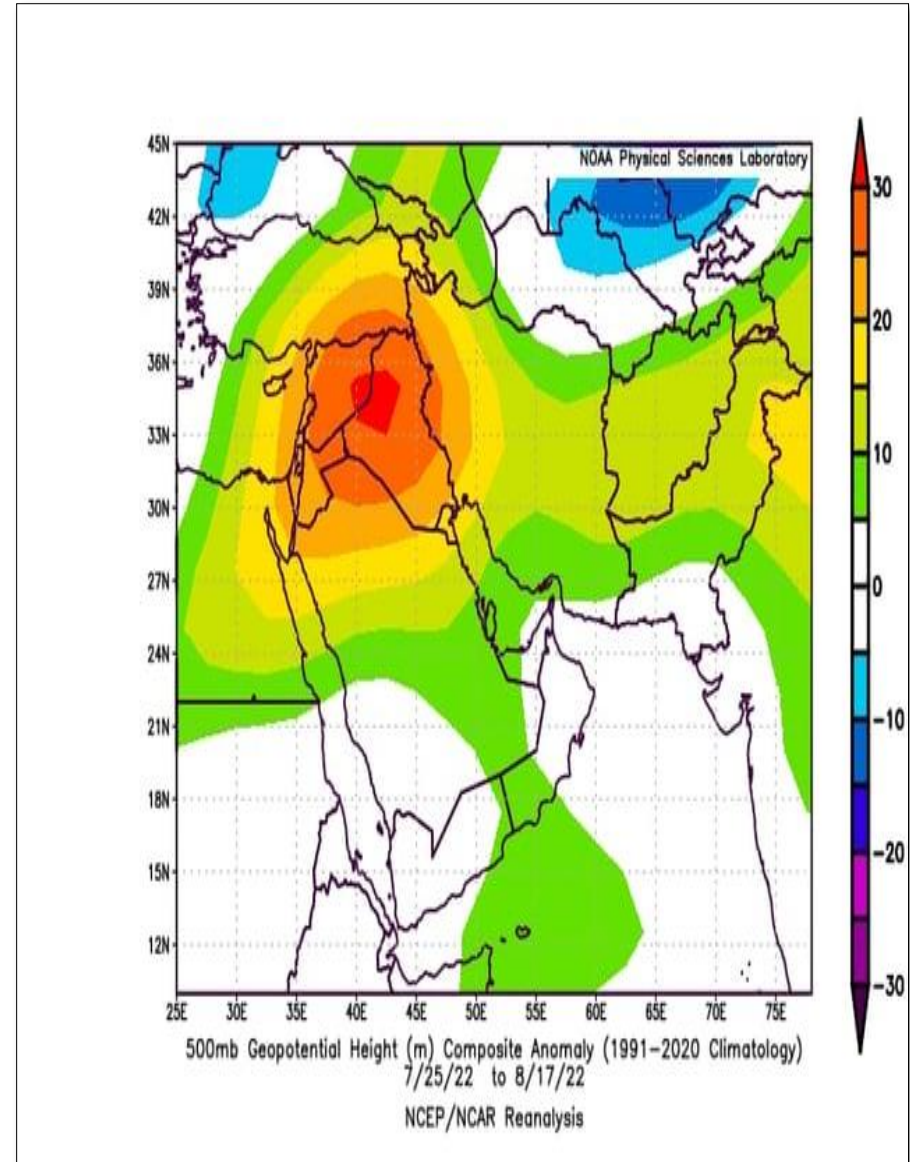 NOAA Physical Sciences Laboratory
45N
42N
39N
36N
33N
30N
27N
24N
21N
18N
15N
12N
25E 30E 35E 40E 45E 50E 55E 60E 65E 70E 75E
30
20
10
0
-10
-20
-30
500mb Geopotential Height (m) Composite Anomaly (1991-2020 Climatology)
7/25/22 to 8/17/22
NCEP/NCAR Reanalysis